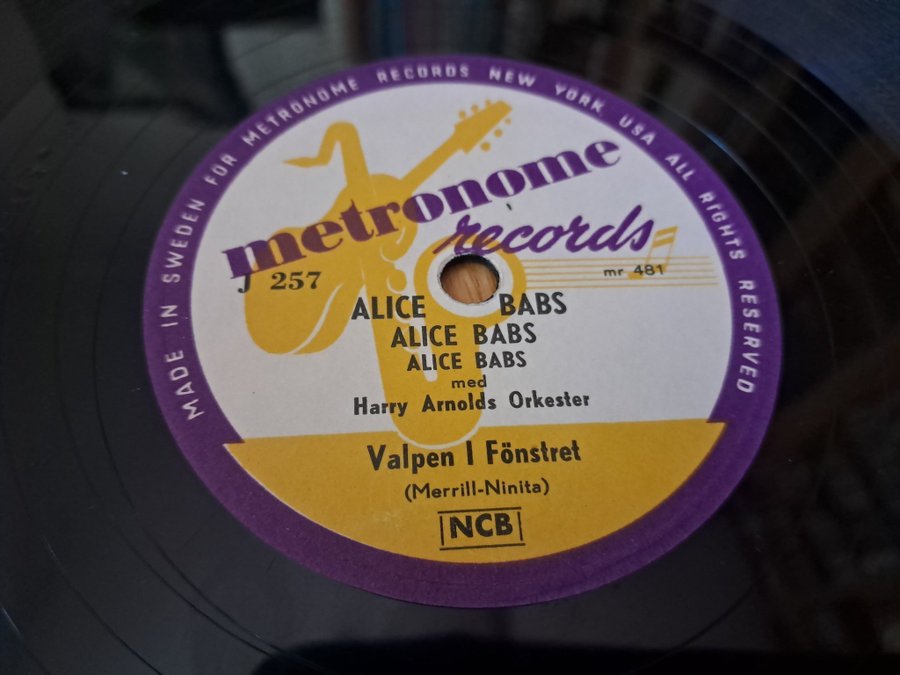 MADE IN SWEDEN FOR METRONOME RECORDS NEW YORK USA ALL RIGHTS RESERVED
metronome
records
J 257
mr 481
ALICE BABS
ALICE BABS
ALICE BABS
med
Harry Arnolds Orkester
Valpen I Fönstret
(Merrill-Ninita)
NCB